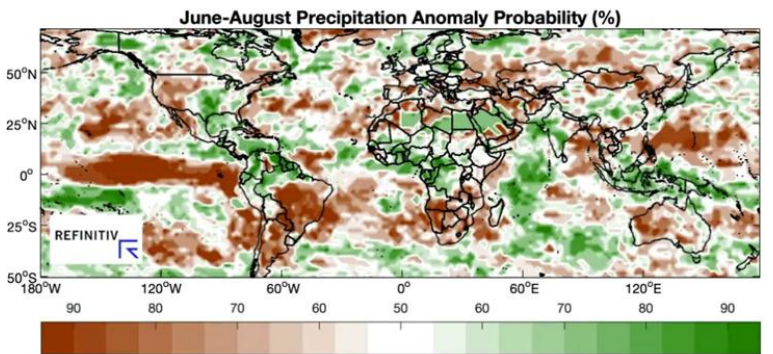 June-August Precipitation Anomaly Probability (%)
50°N
25°N
0°
25°S
50°S
REFINITIV
180°W 120°W 60°W 0° 60°E 120°E
90 80 70 60 50 60 70 80 90